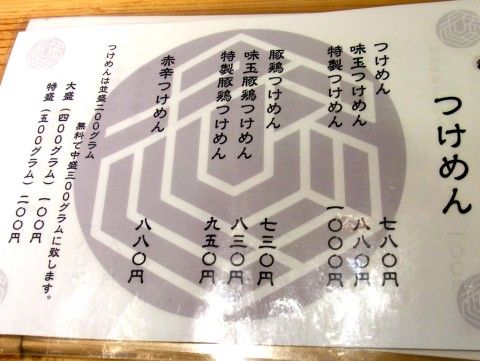 つけめん
つけめん 七八〇円
味玉つけめん 八八〇円
特製つけめん 一〇〇〇円
豚鶏つけめん 七三〇円
味玉豚鶏つけめん 八三〇円
特製豚鶏つけめん 九五〇円
赤辛つけめん 八八〇円
つけめんは並盛二〇〇グラム
無料で中盛三〇〇グラムに致します。
大盛（四〇〇グラム）一〇〇円
特盛（五〇〇グラム）二〇〇円